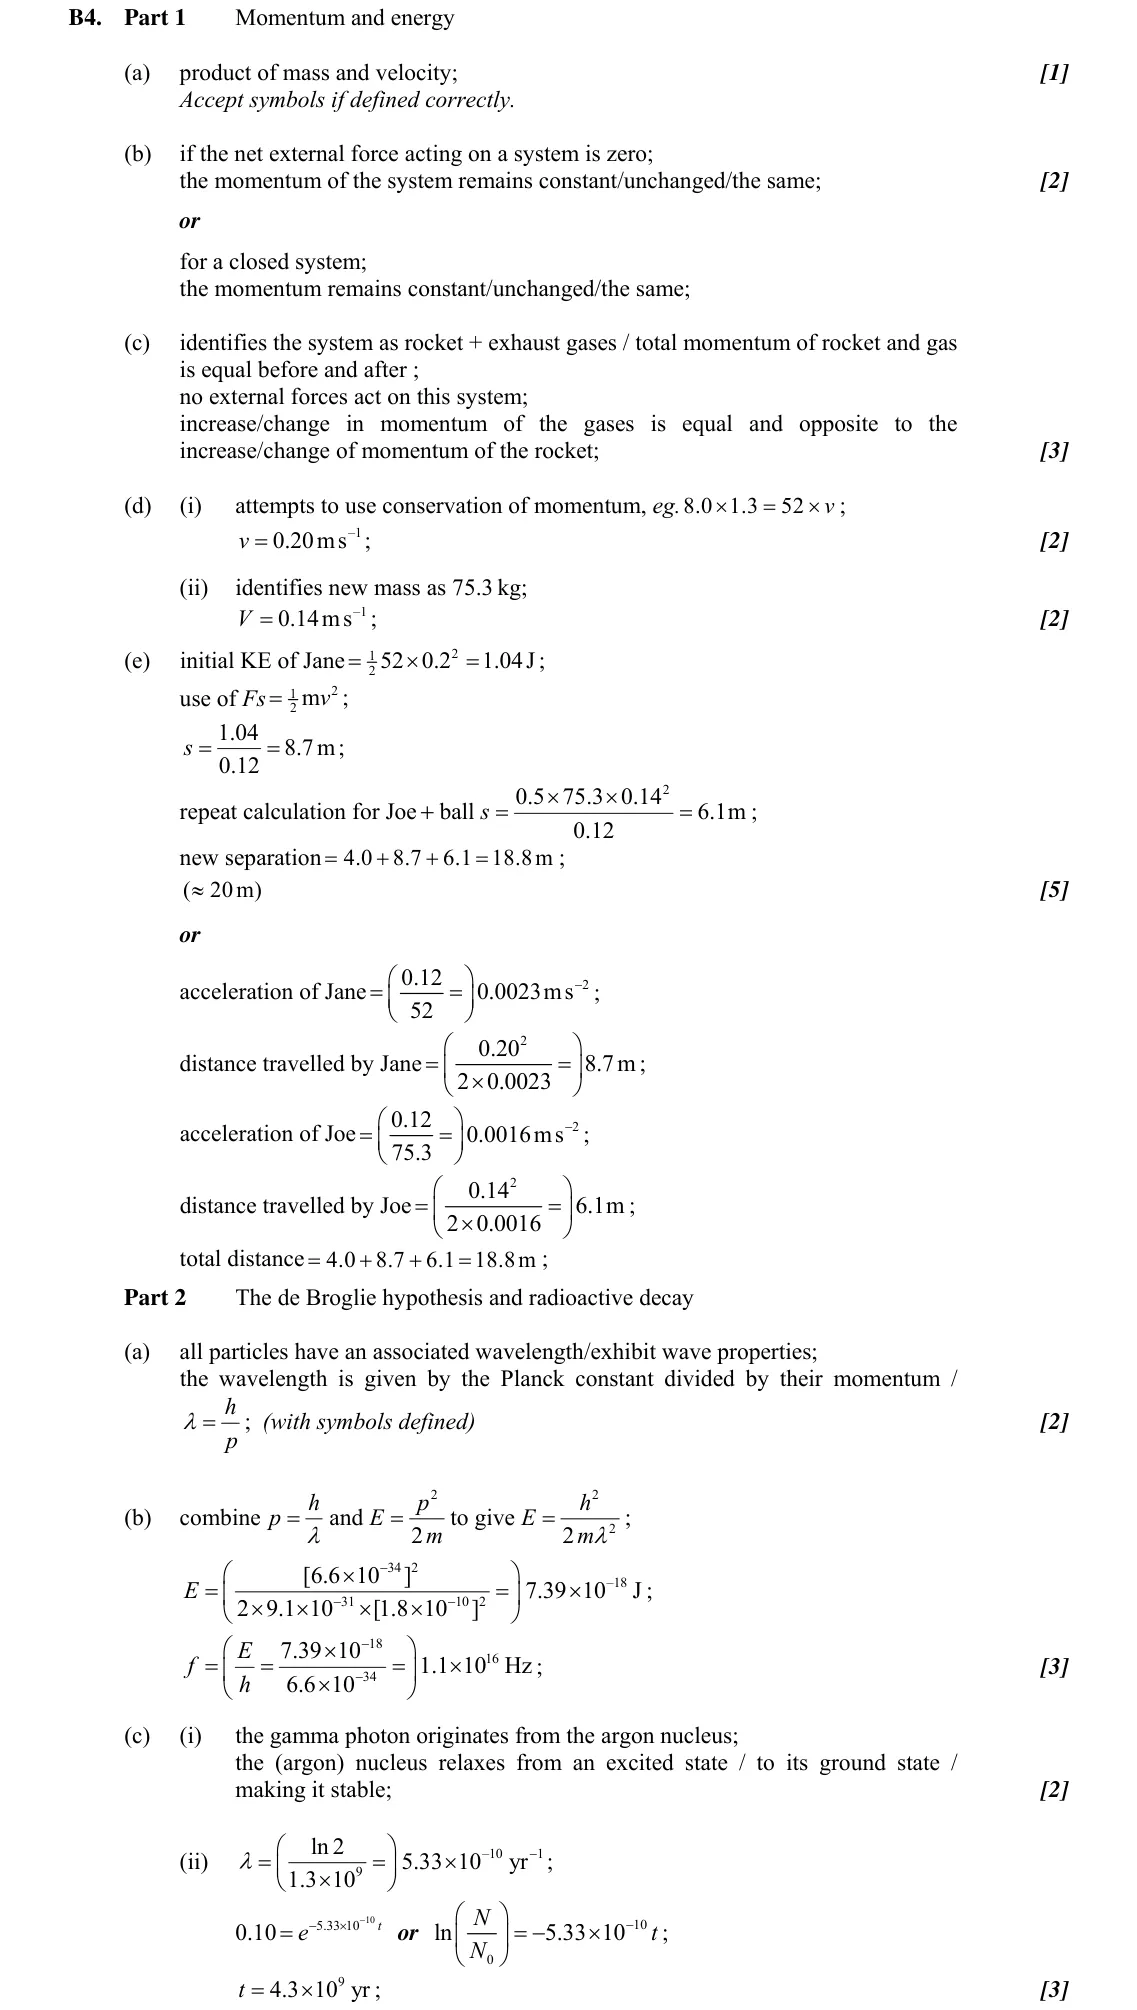 B4. Part 1 Momentum and energy
(a) product of mass and velocity; [1]
Accept symbols if defined correctly.
(b) if the net external force acting on a system is zero;
the momentum of the system remains constant/unchanged/the same; [2]
or
for a closed system;
the momentum remains constant/unchanged/the same;
(c) identifies the system as rocket + exhaust gases / total momentum of rocket and gas
is equal before and after ;
no external forces act on this system;
increase/change in momentum of the gases is equal and opposite to the
increase/change of momentum of the rocket; [3]
(d) (i) attempts to use conservation of momentum, eg. 8.0×1.3 = 52×v ;
v = 0.20 m s⁻¹ ; [2]
(ii) identifies new mass as 75.3 kg;
V = 0.14 m s⁻¹ ; [2]
(e) initial KE of Jane = ½ 52×0.2² = 1.04 J ;
use of Fs = ½ mv² ;
s = 1.04/0.12 = 8.7 m ;
repeat calculation for Joe + ball s = (0.5×75.3×0.14²)/0.12 = 6.1 m ;
new separation = 4.0 + 8.7 + 6.1 = 18.8 m ;
(≈ 20 m) [5]
or
acceleration of Jane = (0.12/52 =) 0.0023 m s⁻² ;
distance travelled by Jane = (0.20²/(2×0.0023) =) 8.7 m ;
acceleration of Joe = (0.12/75.3 =) 0.0016 m s⁻² ;
distance travelled by Joe = (0.14²/(2×0.0016) =) 6.1 m ;
total distance = 4.0 + 8.7 + 6.1 = 18.8 m ;
Part 2 The de Broglie hypothesis and radioactive decay
(a) all particles have an associated wavelength/exhibit wave properties;
the wavelength is given by the Planck constant divided by their momentum /
λ = h/p ; (with symbols defined) [2]
(b) combine p = h/λ and E = p²/2m to give E = h²/2mλ² ;
E = ([6.6×10⁻³⁴]²/(2×9.1×10⁻³¹×[1.8×10⁻¹⁰]²) =) 7.39×10⁻¹⁸ J ;
f = (E/h = 7.39×10⁻¹⁸/6.6×10⁻³⁴ =) 1.1×10¹⁶ Hz ; [3]
(c) (i) the gamma photon originates from the argon nucleus;
the (argon) nucleus relaxes from an excited state / to its ground state /
making it stable; [2]
(ii) λ = (ln 2/1.3×10⁹ =) 5.33×10⁻¹⁰ yr⁻¹ ;
0.10 = e^(−5.33×10⁻¹⁰ t) or ln(N/N₀) = −5.33×10⁻¹⁰ t ;
t = 4.3×10⁹ yr ; [3]